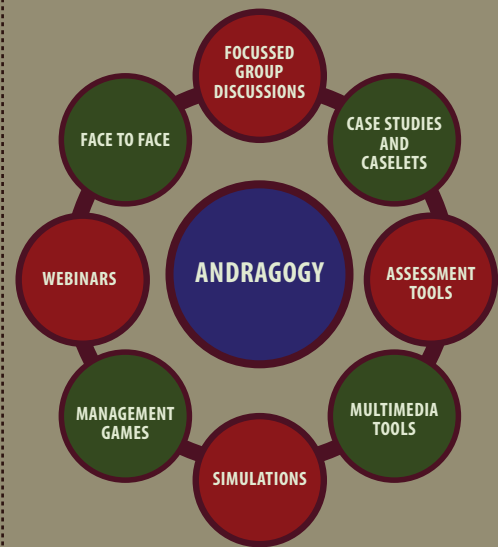 FOCUSSED
GROUP
DISCUSSIONS
FACE TO FACE
CASE STUDIES
AND
CASELETS
WEBINARS
ANDRAGOGY
ASSESSMENT
TOOLS
MANAGEMENT
GAMES
MULTIMEDIA
TOOLS
SIMULATIONS